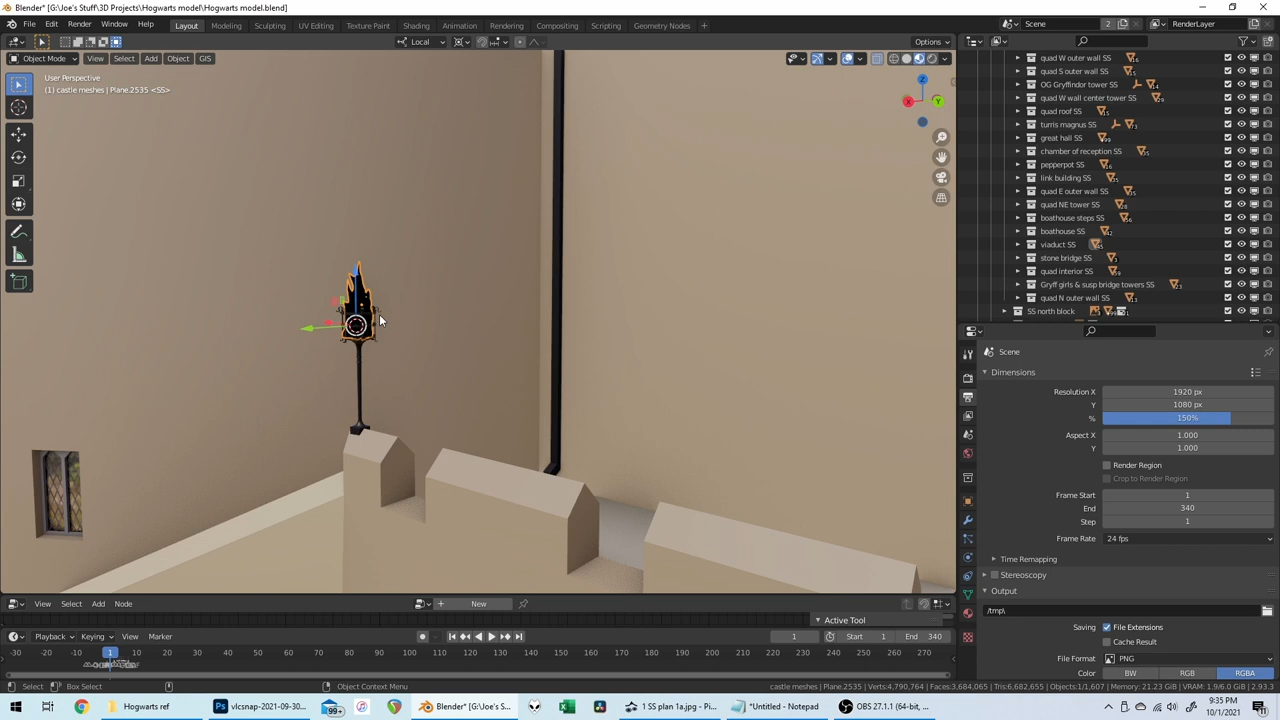 Blender* [G:\Joe's Stuff\3D Projects\Hogwarts model\Hogwarts model.blend]
File Edit Render Window Help Layout Modeling Sculpting UV Editing Texture Paint Shading Animation Rendering Compositing Scripting Geometry Nodes + Scene 2 RenderLayer
Local Options
Object Mode View Select Add Object GIS
User Perspective
(1) castle meshes | Plane.2535 <SS>
X Y Z
quad W outer wall SS
quad S outer wall SS
OG Gryffindor tower SS
quad W wall center tower SS
quad roof SS
turris magnus SS
great hall SS
chamber of reception SS
pepperpot SS
link building SS
quad E outer wall SS
quad NE tower SS
boathouse steps SS
boathouse SS
viaduct SS
stone bridge SS
quad interior SS
Gryff girls & susp bridge towers SS
quad N outer wall SS
SS north block
Scene
Dimensions
Resolution X 1920 px
Y 1080 px
% 150%
Aspect X 1.000
Y 1.000
Render Region
Crop to Render Region
Frame Start 1
End 340
Step 1
Frame Rate 24 fps
Time Remapping
Stereoscopy
Output
/tmp\
Saving File Extensions
Cache Result
File Format PNG
Color BW RGB RGBA
View Select Add Node + New
Active Tool
Playback Keying View Marker 1 Start 1 End 340
-30 -20 -10 1 10 20 30 40 50 60 70 80 90 100 110 120 130 140 150 160 170 180 190 200 210 220 230 240 250 260 270
Select Box Select Object Context Menu castle meshes | Plane.2535 | Verts:4,790,764 | Faces:3,684,065 | Tris:6,682,655 | Objects:1/1,607 | Memory: 21.23 GiB | VRAM: 1.9/6.0 GiB | 2.93.3
Hogwarts ref vlcsnap-2021-09-30... 99+ Blender* [G:\Joe's S... 1 SS plan 1a.jpg - Pi... *Untitled - Notepad OBS 27.1.1 (64-bit, ... 9:35 PM
10/1/2021